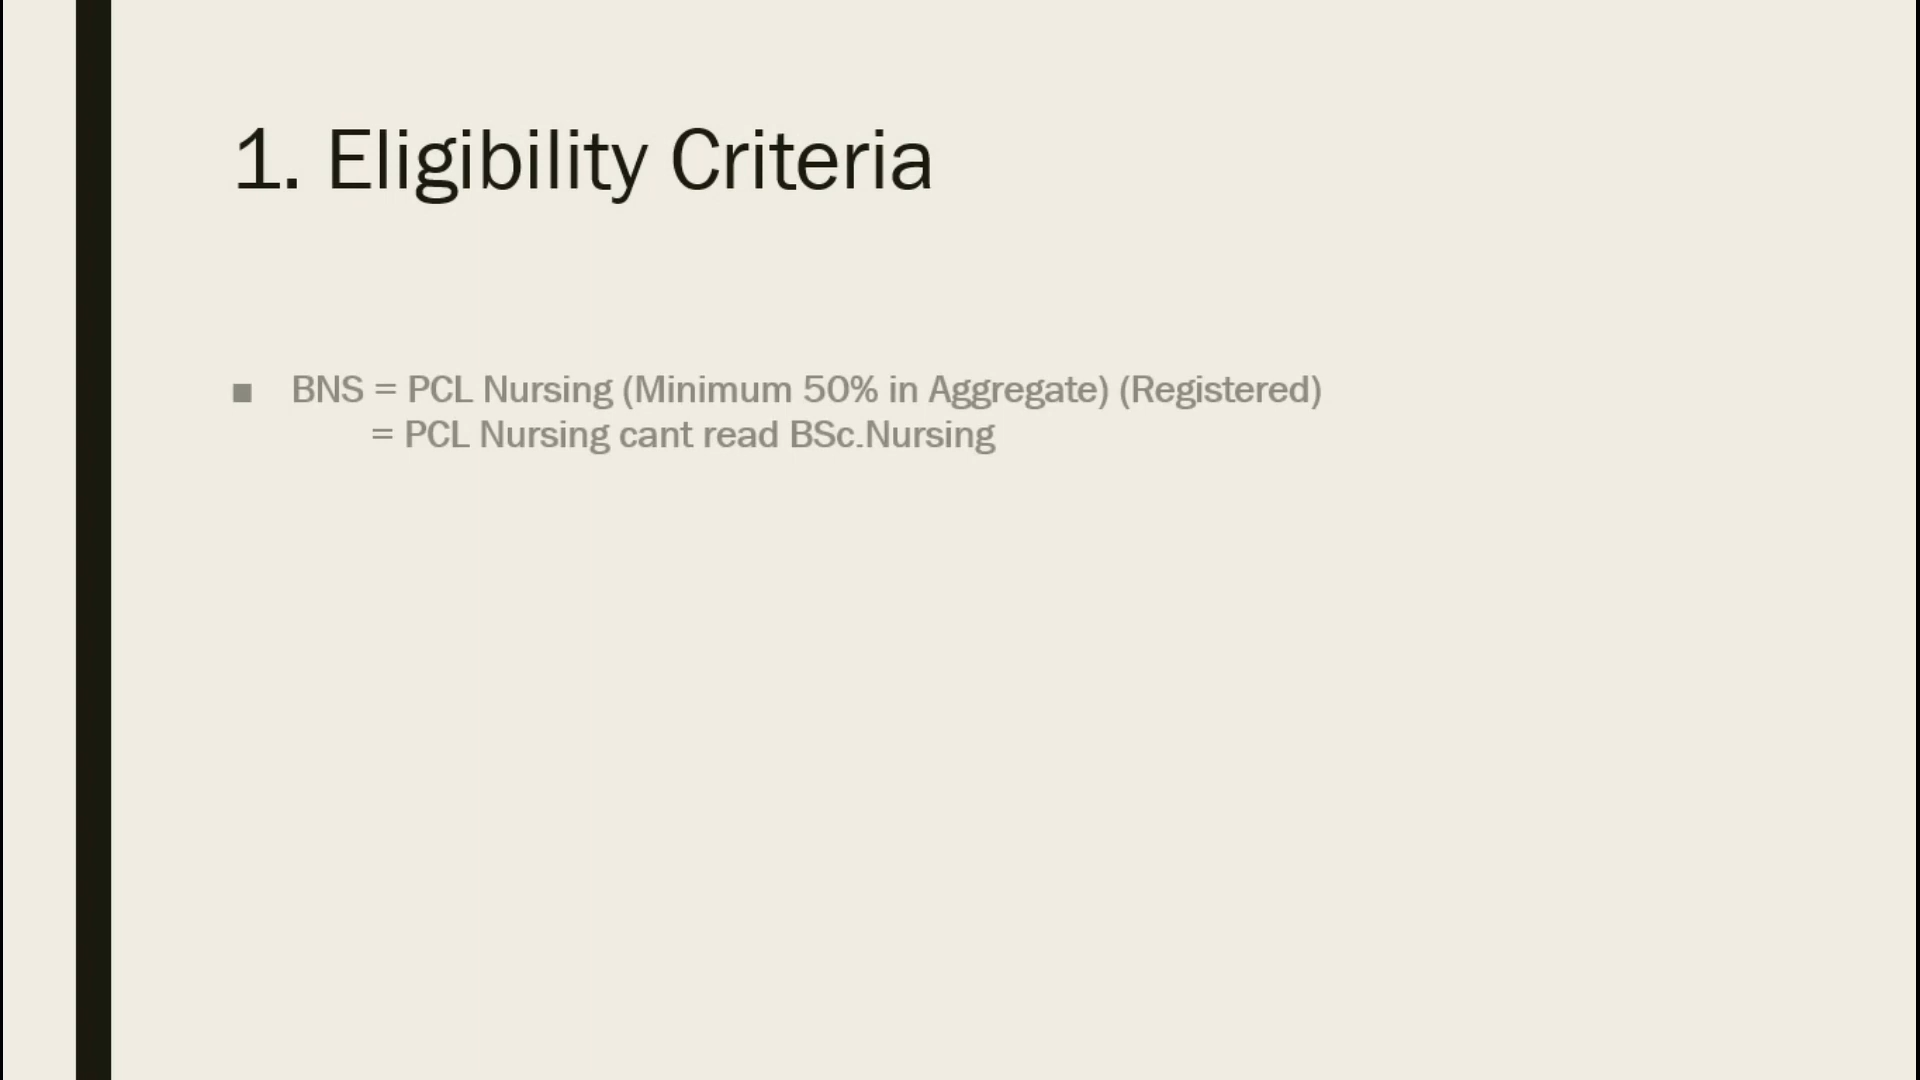 1. Eligibility Criteria
BNS = PCL Nursing (Minimum 50% in Aggregate) (Registered)
= PCL Nursing cant read BSc.Nursing